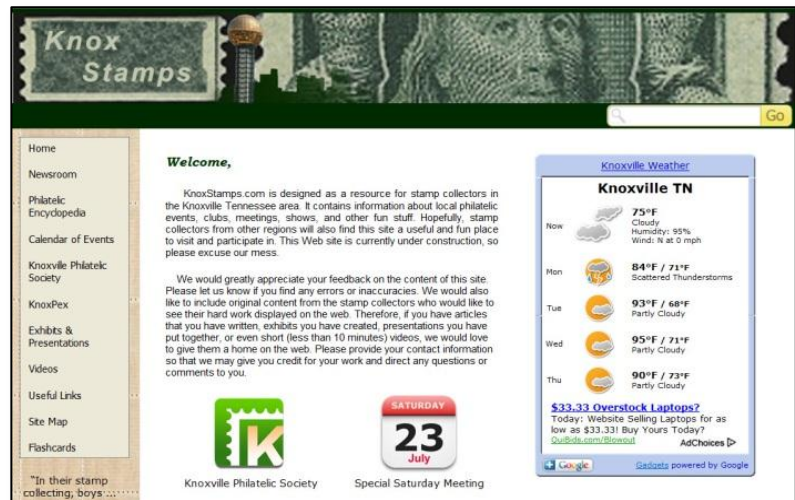 Knox
Stamps
Go
Home
Newsroom
Philatelic
Encyclopedia
Calendar of Events
Knoxville Philatelic
Society
KnoxPex
Exhibits &
Presentations
Videos
Useful Links
Site Map
Flashcards
"In their stamp
collecting, boys ...
Welcome,
KnoxStamps.com is designed as a resource for stamp collectors in
the Knoxville Tennessee area. It contains information about local philatelic
events, clubs, meetings, shows, and other fun stuff. Hopefully, stamp
collectors from other regions will also find this site a useful and fun place
to visit and participate in. This Web site is currently under construction, so
please excuse our mess.
We would greatly appreciate your feedback on the content of this site.
Please let us know if you find any errors or inaccuracies. We would also
like to include original content from the stamp collectors who would like to
see their hard work displayed on the web. Therefore, if you have articles
that you have written, exhibits you have created, presentations you have
put together, or even short (less than 10 minutes) videos, we would love
to give them a home on the web. Please provide your contact information
so that we may give you credit for your work and direct any questions or
comments to you.
K
Knoxville Philatelic Society
SATURDAY
23
July
Special Saturday Meeting
Knoxville Weather
Knoxville TN
Now
75°F
Cloudy
Humidity: 95%
Wind: N at 0 mph
Mon
84°F / 71°F
Scattered Thunderstorms
Tue
93°F / 68°F
Partly Cloudy
Wed
95°F / 71°F
Partly Cloudy
Thu
90°F / 73°F
Partly Cloudy
$33.33 Overstock Laptops?
Today: Website Selling Laptops for as
low as $33.33! Buy Yours Today?
QuiBids.com/Blowout
AdChoices
Google
Gadgets powered by Google